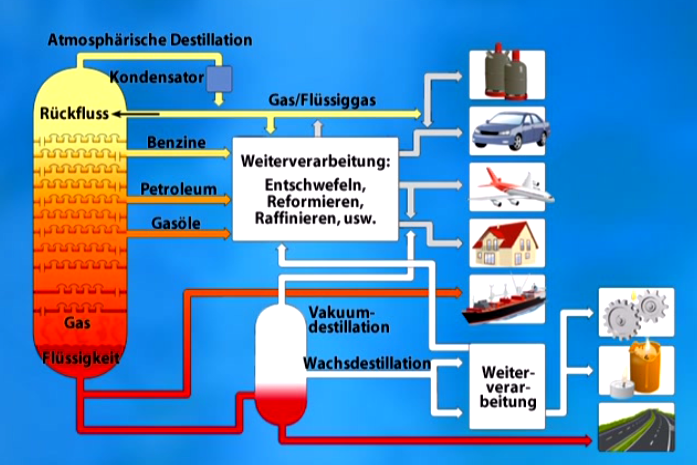 Atmosphärische Destillation
Kondensator
Rückfluss
Gas/Flüssiggas
Benzine
Petroleum
Gasöle
Weiterverarbeitung:
Entschwefeln,
Reformieren,
Raffinieren, usw.
Gas
Flüssigkeit
Vakuum-
destillation
Wachsdestillation
Weiter-
verar-
beitung